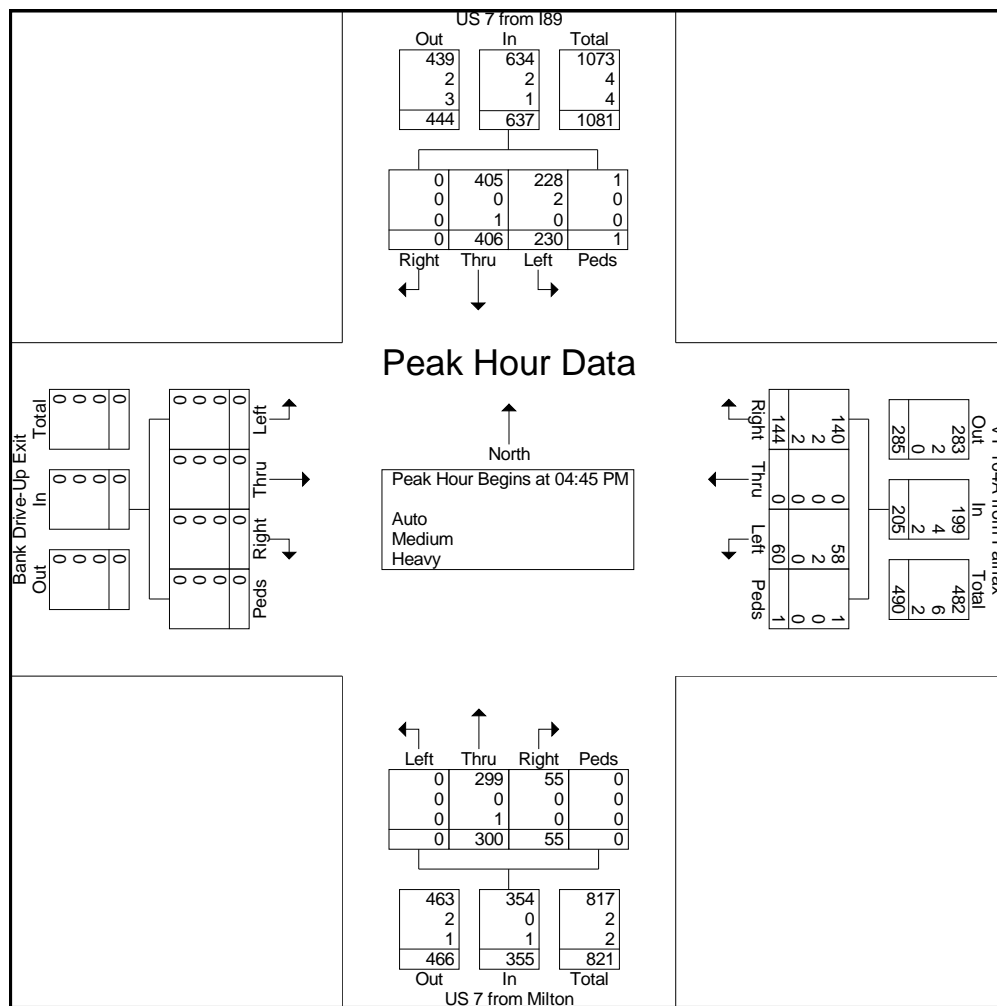 US 7 from I89
Out In Total
439 634 1073
2 2 4
3 1 4
444 637 1081
0 405 228 1
0 0 2 0
0 1 0 0
0 406 230 1
Right Thru Left Peds
Peak Hour Data
North
Peak Hour Begins at 04:45 PM
Auto
Medium
Heavy
Bank Drive-Up Exit
Out In Total
0 0 0
0 0 0
0 0 0
0 0 0
0 0 0 0
0 0 0 0
0 0 0 0
0 0 0 0
Peds Right Thru Left
VT 104A from Fairfax
Out In Total
283 199 482
2 4 6
0 2 2
285 205 490
140 0 58 1
2 0 2 0
2 0 0 0
144 0 60 1
Right Thru Left Peds
Left Thru Right Peds
0 299 55 0
0 0 0 0
0 1 0 0
0 300 55 0
463 354 817
2 0 2
1 1 2
466 355 821
Out In Total
US 7 from Milton